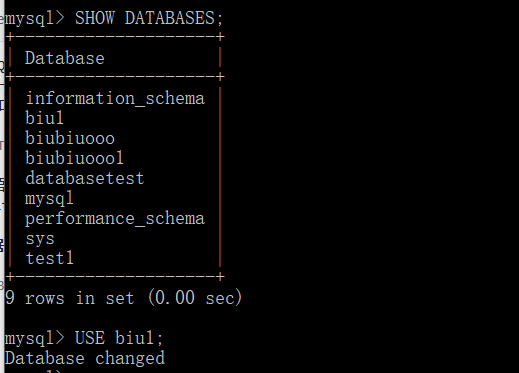 mysql> SHOW DATABASES;
+--------------------+
| Database           |
+--------------------+
| information_schema |
| biu1               |
| biubiuooo          |
| biubiuooo1         |
| databasetest       |
| mysql              |
| performance_schema |
| sys                |
| test1              |
+--------------------+
9 rows in set (0.00 sec)
mysql> USE biu1;
Database changed